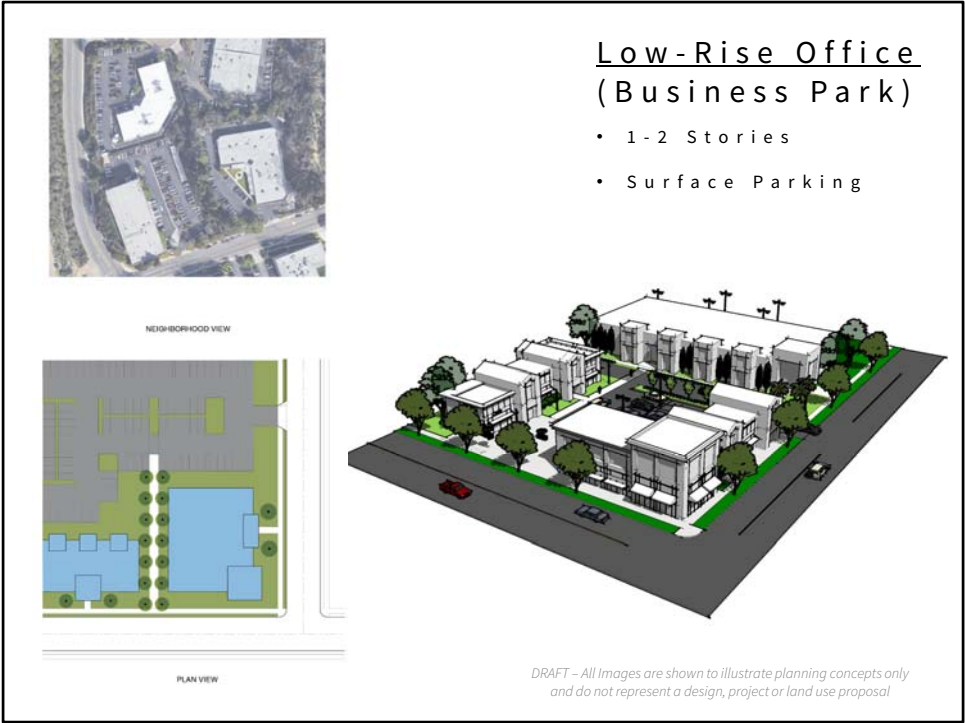 Low-Rise Office
(Business Park)
• 1-2 Stories
• Surface Parking
NEIGHBORHOOD VIEW
PLAN VIEW
DRAFT – All Images are shown to illustrate planning concepts only
and do not represent a design, project or land use proposal